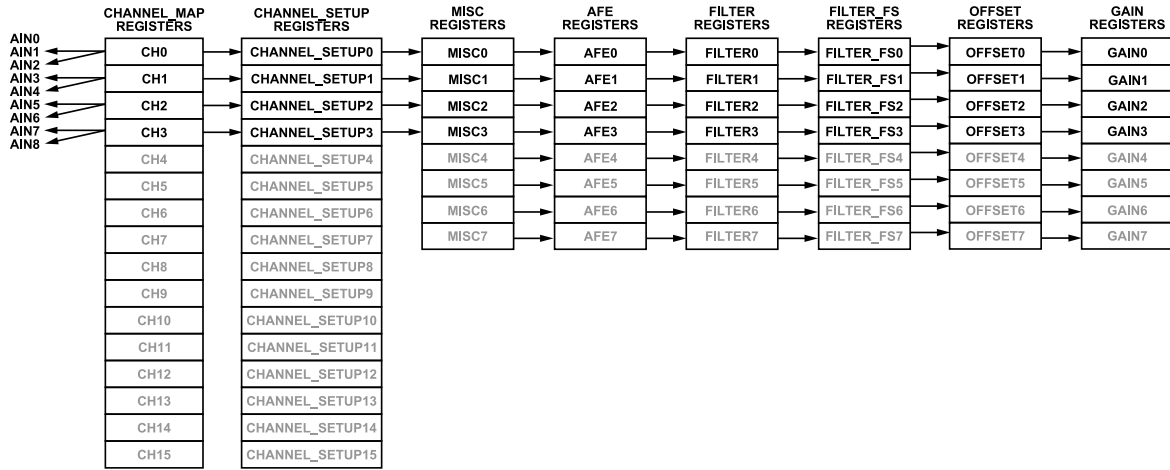 CHANNEL_MAP REGISTERS CHANNEL_SETUP REGISTERS MISC REGISTERS AFE REGISTERS FILTER REGISTERS FILTER_FS REGISTERS OFFSET REGISTERS GAIN REGISTERS
AIN0
AIN1 CH0 CHANNEL_SETUP0 MISC0 AFE0 FILTER0 FILTER_FS0 OFFSET0 GAIN0
AIN2
AIN3 CH1 CHANNEL_SETUP1 MISC1 AFE1 FILTER1 FILTER_FS1 OFFSET1 GAIN1
AIN4
AIN5 CH2 CHANNEL_SETUP2 MISC2 AFE2 FILTER2 FILTER_FS2 OFFSET2 GAIN2
AIN6
AIN7 CH3 CHANNEL_SETUP3 MISC3 AFE3 FILTER3 FILTER_FS3 OFFSET3 GAIN3
AIN8
CH4 CHANNEL_SETUP4 MISC4 AFE4 FILTER4 FILTER_FS4 OFFSET4 GAIN4
CH5 CHANNEL_SETUP5 MISC5 AFE5 FILTER5 FILTER_FS5 OFFSET5 GAIN5
CH6 CHANNEL_SETUP6 MISC6 AFE6 FILTER6 FILTER_FS6 OFFSET6 GAIN6
CH7 CHANNEL_SETUP7 MISC7 AFE7 FILTER7 FILTER_FS7 OFFSET7 GAIN7
CH8 CHANNEL_SETUP8
CH9 CHANNEL_SETUP9
CH10 CHANNEL_SETUP10
CH11 CHANNEL_SETUP11
CH12 CHANNEL_SETUP12
CH13 CHANNEL_SETUP13
CH14 CHANNEL_SETUP14
CH15 CHANNEL_SETUP15